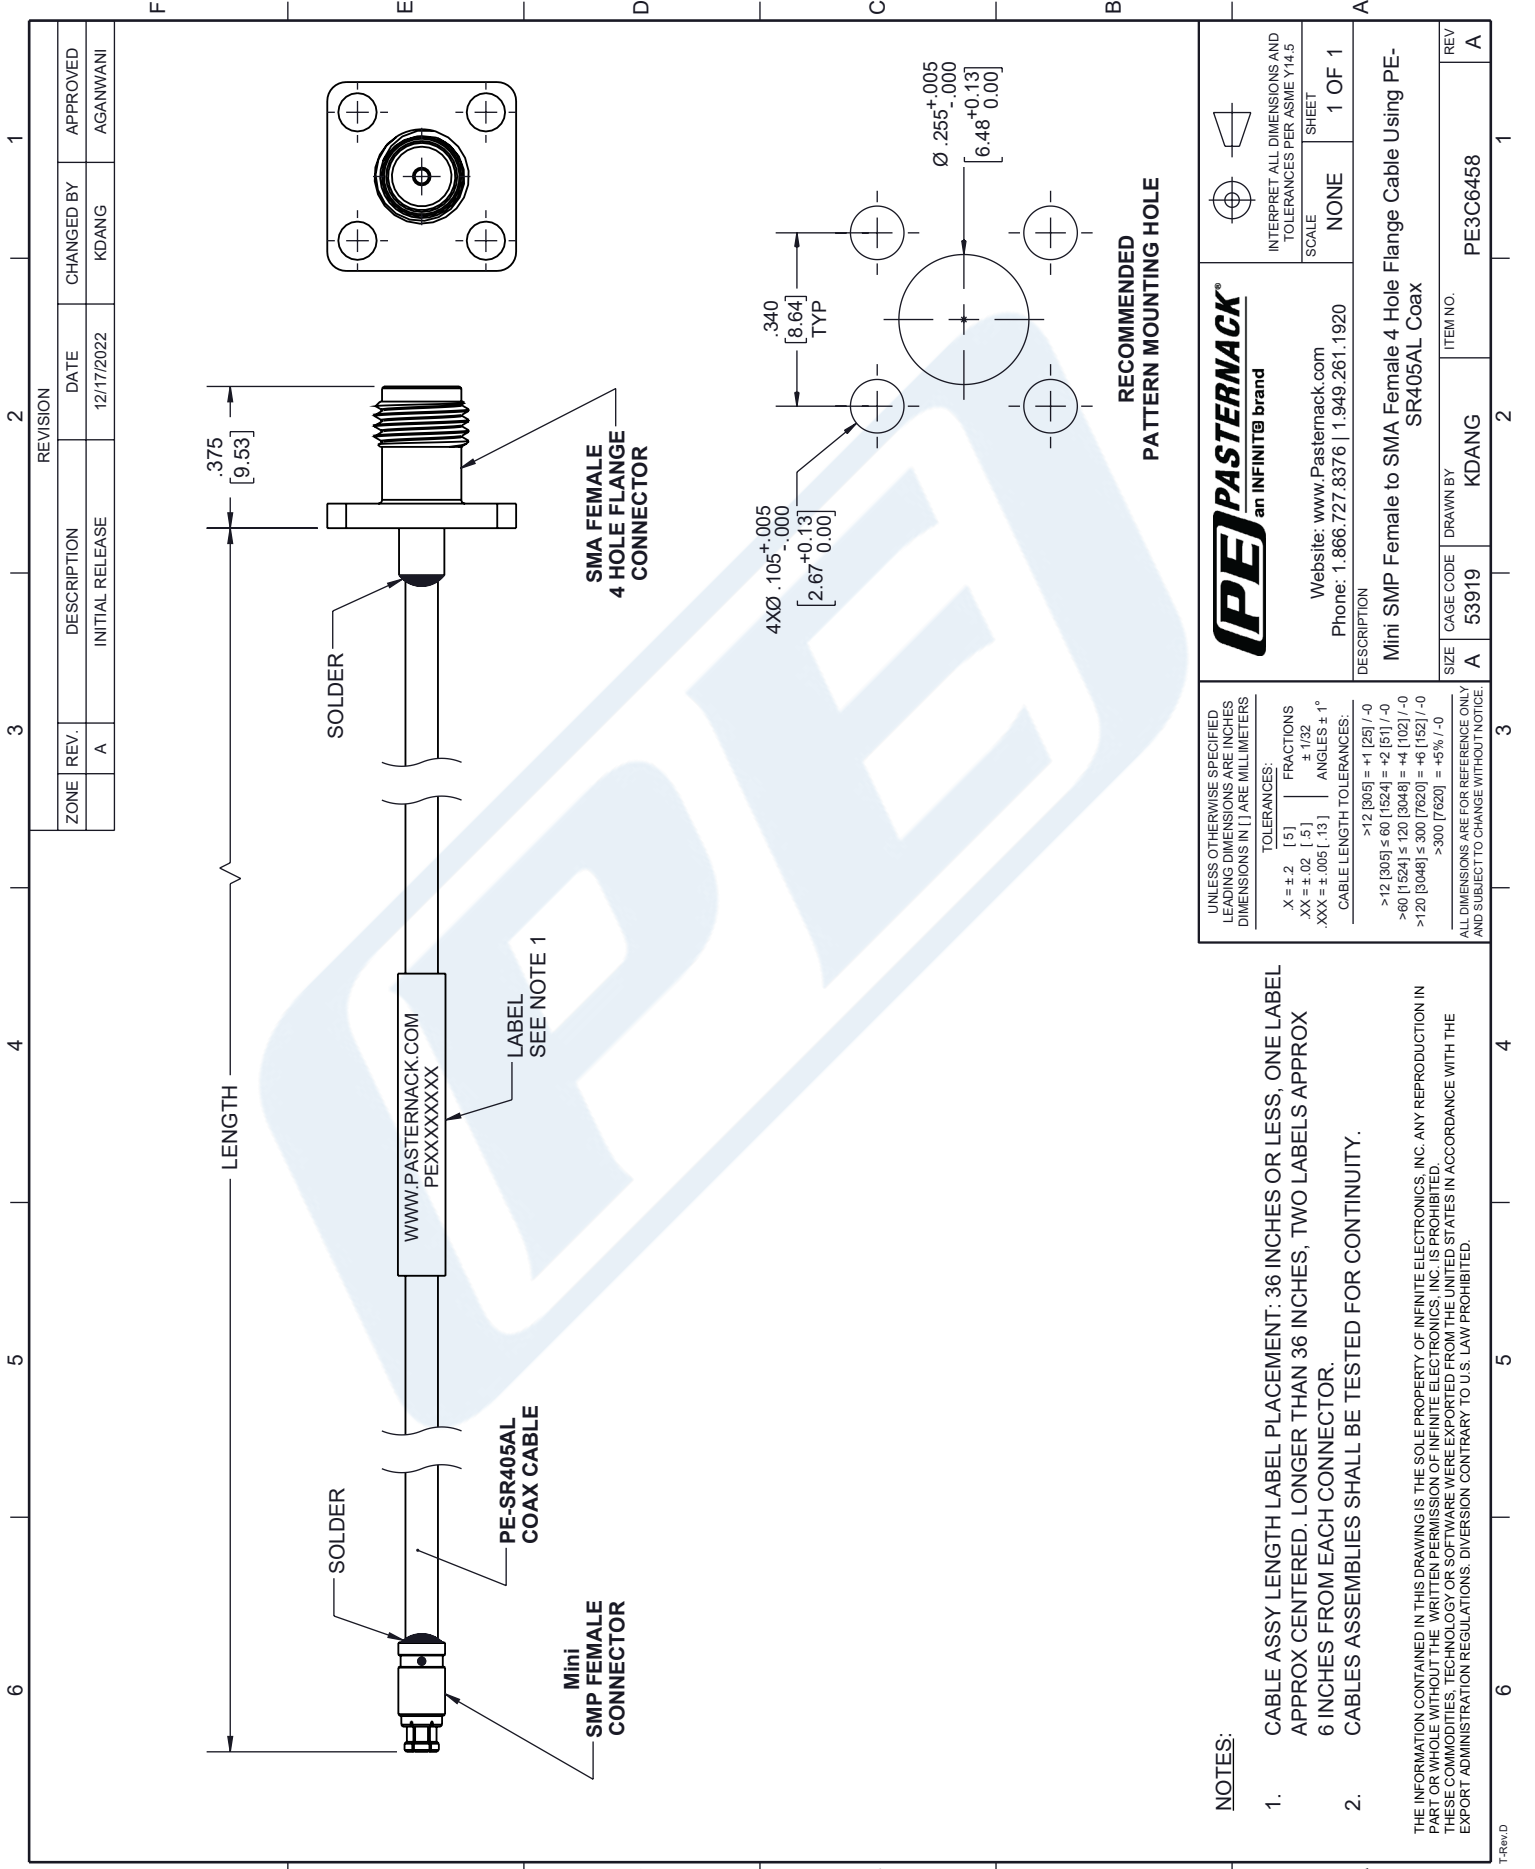 6
5
4
3
2
1
F
E
D
C
B
A
REVISION
ZONE REV. DESCRIPTION DATE CHANGED BY APPROVED
A INITIAL RELEASE 12/17/2022 KDANG AGANWANI
LENGTH
.375
[9.53]
SOLDER
SOLDER
WWW.PASTERNACK.COM
PEXXXXXXXX
LABEL
SEE NOTE 1
PE-SR405AL
COAX CABLE
Mini
SMP FEMALE
CONNECTOR
SMA FEMALE
4 HOLE FLANGE
CONNECTOR
4XØ .105+.005
-.000
[2.67+0.13
0.00]
.340
[8.64]
TYP
Ø .255+.005
-.000
[6.48+0.13
0.00]
RECOMMENDED
PATTERN MOUNTING HOLE
PE
NOTES:
1. CABLE ASSY LENGTH LABEL PLACEMENT: 36 INCHES OR LESS, ONE LABEL
APPROX CENTERED. LONGER THAN 36 INCHES, TWO LABELS APPROX
6 INCHES FROM EACH CONNECTOR.
2. CABLES ASSEMBLIES SHALL BE TESTED FOR CONTINUITY.
THE INFORMATION CONTAINED IN THIS DRAWING IS THE SOLE PROPERTY OF INFINITE ELECTRONICS, INC. ANY REPRODUCTION IN
PART OR WHOLE WITHOUT THE WRITTEN PERMISSION OF INFINITE ELECTRONICS, INC. IS PROHIBITED.
THESE COMMODITIES, TECHNOLOGY OR SOFTWARE WERE EXPORTED FROM THE UNITED STATES IN ACCORDANCE WITH THE
EXPORT ADMINISTRATION REGULATIONS. DIVERSION CONTRARY TO U.S. LAW PROHIBITED.
UNLESS OTHERWISE SPECIFIED
LEADING DIMENSIONS ARE INCHES
DIMENSIONS IN [ ] ARE MILLIMETERS
TOLERANCES:
.X = ± .2 [ 5 ] FRACTIONS
.XX = ± .02 [ .5 ] ± 1/32
.XXX = ± .005 [ .13 ] ANGLES ± 1°
CABLE LENGTH TOLERANCES:
>12 [305] = +1 [25] / -0
>12 [305] ≤ 60 [1524] = +2 [51] / -0
>60 [1524] ≤ 120 [3048] = +4 [102] / -0
>120 [3048] ≤ 300 [7620] = +6 [152] / -0
>300 [7620] = +5% / -0
ALL DIMENSIONS ARE FOR REFERENCE ONLY
AND SUBJECT TO CHANGE WITHOUT NOTICE.
PE PASTERNACK®
an INFINITE brand
Website: www.Pasternack.com
Phone: 1.866.727.8376 | 1.949.261.1920
INTERPRET ALL DIMENSIONS AND
TOLERANCES PER ASME Y14.5
SCALE NONE SHEET 1 OF 1
DESCRIPTION
Mini SMP Female to SMA Female 4 Hole Flange Cable Using PE-
SR405AL Coax
SIZE A CAGE CODE 53919 DRAWN BY KDANG ITEM NO. PE3C6458 REV A
T-Rev.D
6
5
4
3
2
1